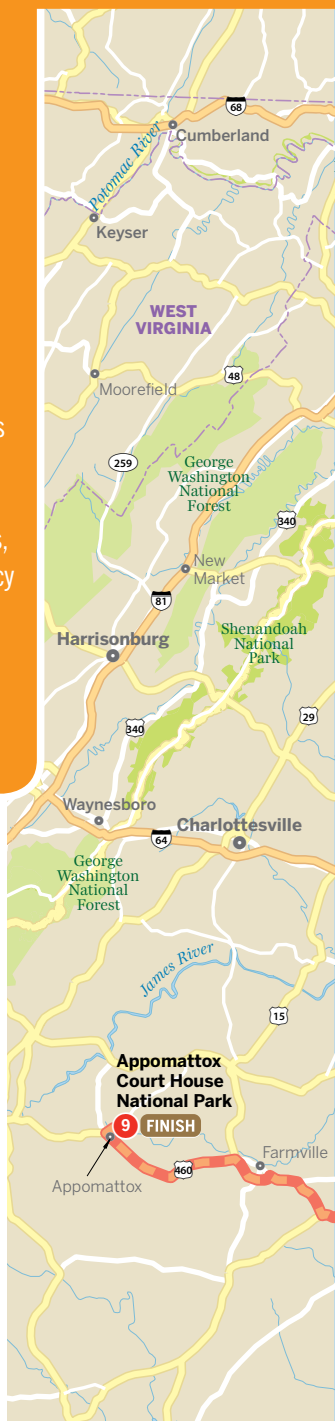 68
Cumberland
Potomac River
Keyser
WEST
VIRGINIA
48
Moorefield
s
259
George
Washington
National
Forest
340
s,
New
Market
cy
81
Shenandoah
National
Park
Harrisonburg
29
340
Waynesboro
Charlottesville
64
George
Washington
National
Forest
James River
15
Appomattox
Court House
National Park
9 FINISH
Farmville
460
Appomattox